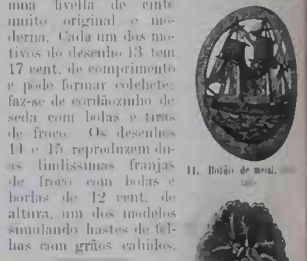 uma fivella de cinto
muito original e mo-
derna. Cada um dos mo-
tivos do desenho 13 tem
17 cent. de comprimento
e pode formar colchete;
faz-se de cordãozinho de
seda com bolas e tiras
de froco. Os desenhos
14 e 15 reproduzem du-
as lindissimas franjas
de froco com bolas e
borlas de 12 cent. de
altura, um dos modelos
simulando hastes de
lhas com grãos cahidos.
11. Botão de metal,